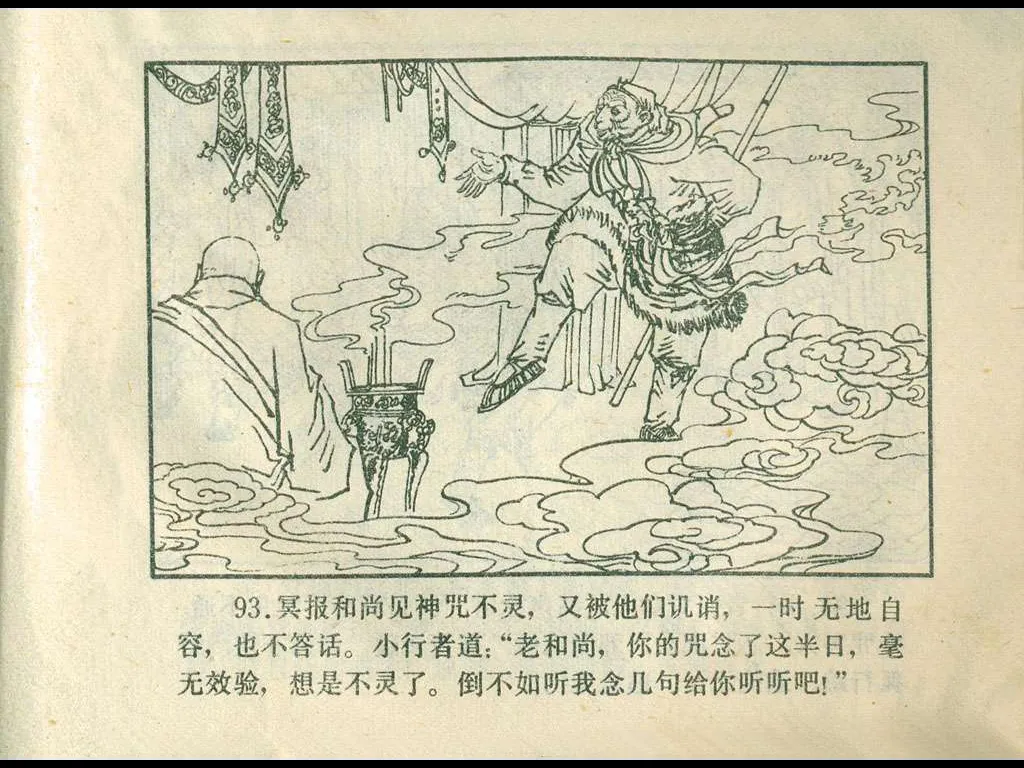 93.冥报和尚见神咒不灵，又被他们讥诮，一时无地自
容，也不答话。小行者道：“老和尚，你的咒念了这半日，毫
无效验，想是不灵了。倒不如听我念几句给你听听吧！”